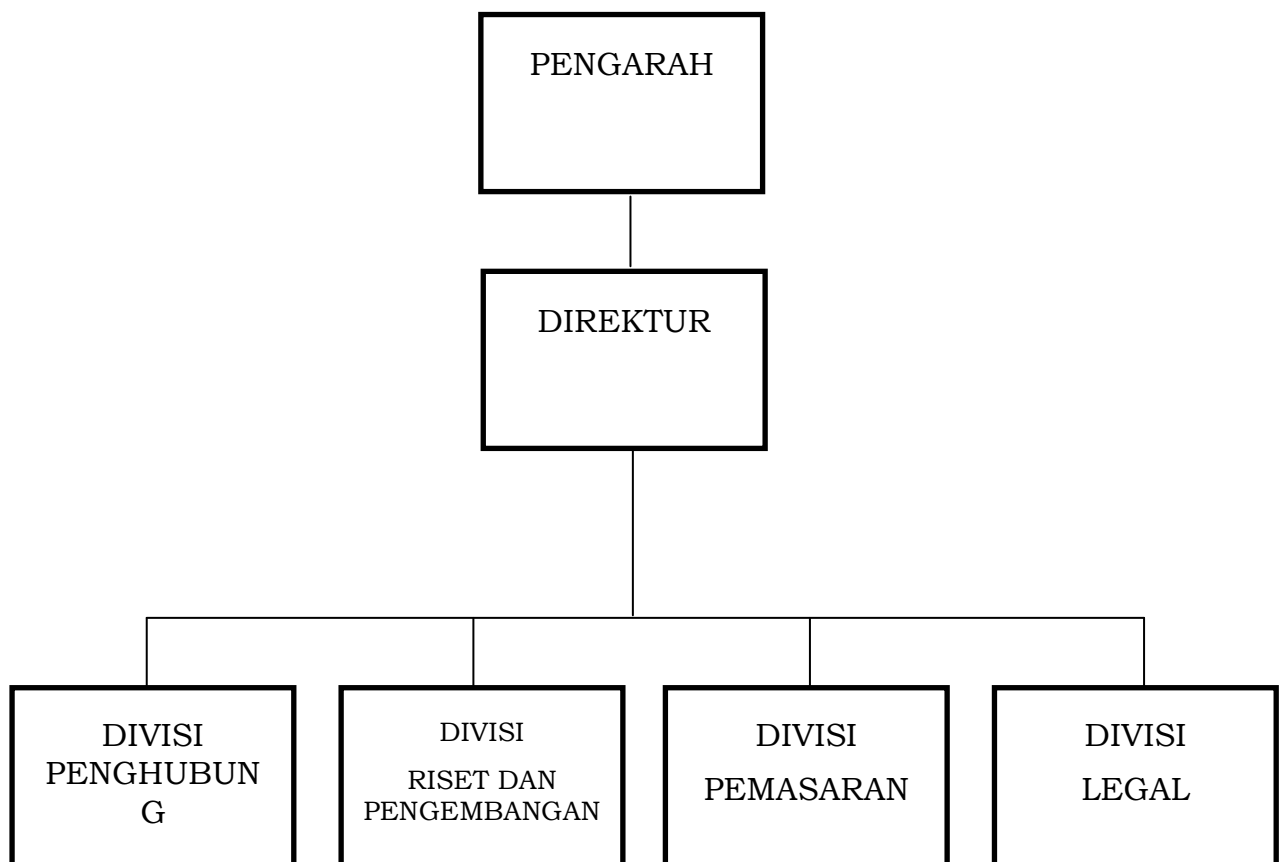 PENGARAH
DIREKTUR
DIVISI
PENGHUBUN
G
DIVISI
RISET DAN
PENGEMBANGAN
DIVISI
PEMASARAN
DIVISI
LEGAL